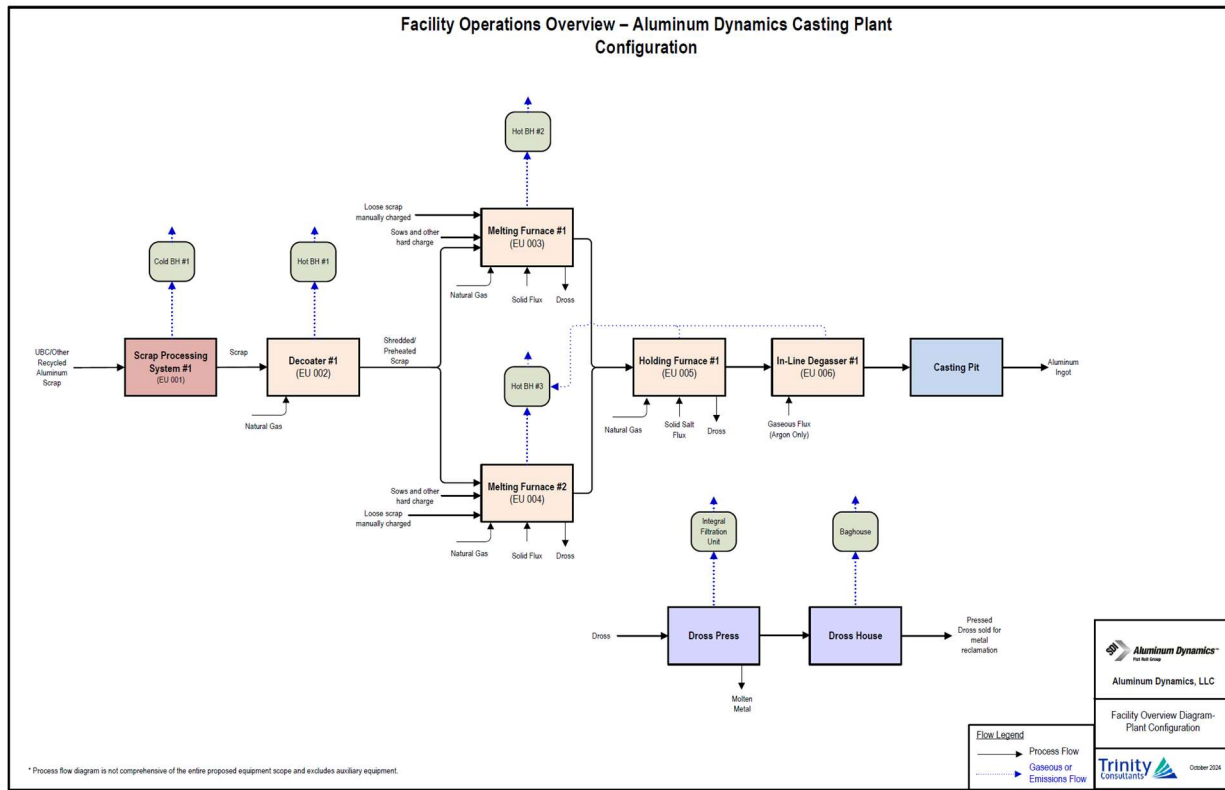 Facility Operations Overview – Aluminum Dynamics Casting Plant
Configuration
Hot BH #2
Loose scrap
manually charged
Sows and other
hard charge
Melting Furnace #1
(EU 003)
Natural Gas
Solid Flux
Dross
Cold BH #1
Hot BH #1
UBC/Other
Recycled
Aluminum
Scrap
Scrap Processing
System #1
(EU 001)
Scrap
Decoater #1
(EU 002)
Natural Gas
Shredded/
Preheated
Scrap
Hot BH #3
Holding Furnace #1
(EU 005)
Natural Gas
Solid Salt
Flux
Dross
In-Line Degasser #1
(EU 006)
Gaseous Flux
(Argon Only)
Casting Pit
Aluminum
Ingot
Melting Furnace #2
(EU 004)
Sows and other
hard charge
Loose scrap
manually charged
Natural Gas
Solid Flux
Dross
Integral
Filtration
Unit
Baghouse
Dross
Dross Press
Dross House
Pressed
Dross sold for
metal
reclamation
Molten
Metal
SDI Aluminum Dynamics™
Flat Roll Group
Aluminum Dynamics, LLC
Facility Overview Diagram-
Plant Configuration
Flow Legend
Process Flow
Gaseous or
Emissions Flow
Trinity
Consultants
October 2024
* Process flow diagram is not comprehensive of the entire proposed equipment scope and excludes auxiliary equipment.